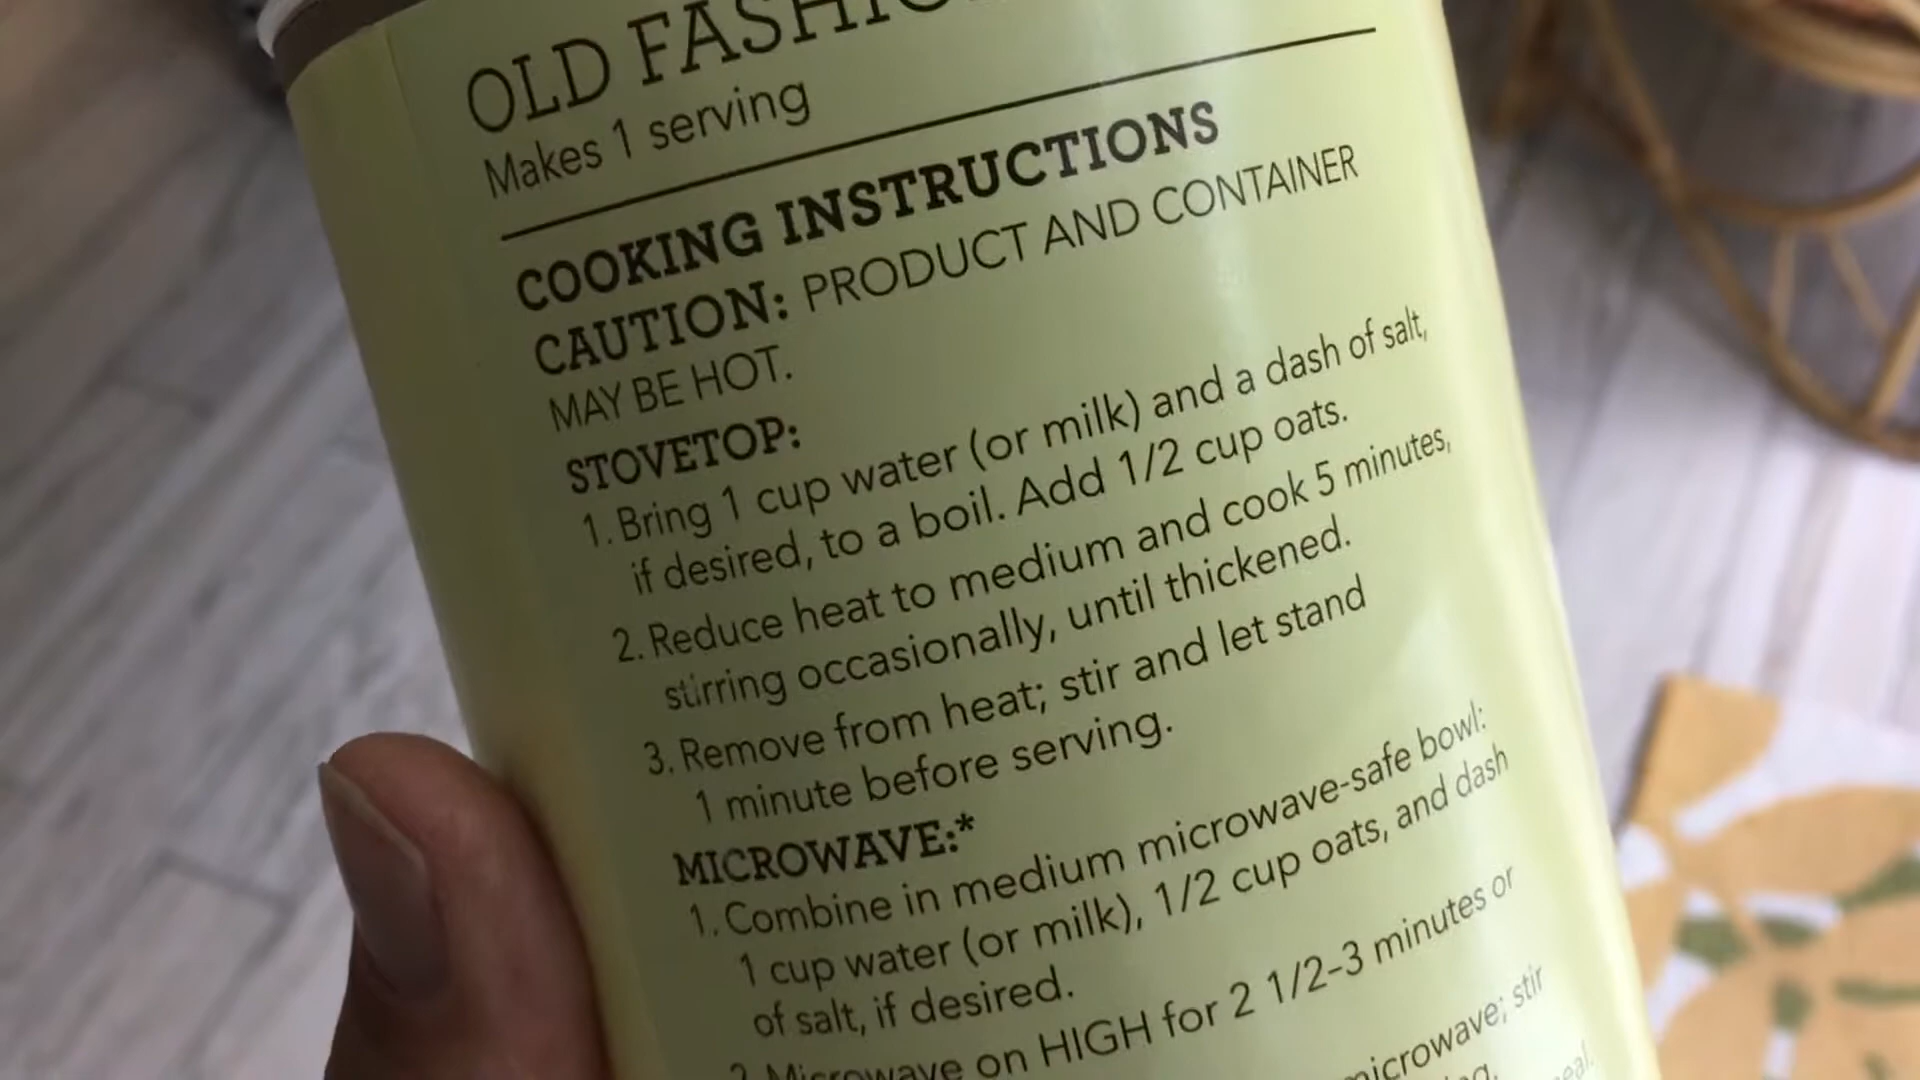 OLD
Makes 1 serving
COOKING INSTRUCTIONS
CAUTION: PRODUCT AND CONTAINER
MAY BE HOT.
STOVETOP:
1. Bring 1 cup water (or milk) and a dash of salt,
if desired, to a boil. Add 1/2 cup oats.
2. Reduce heat to medium and cook 5 minutes,
stirring occasionally, until thickened.
3. Remove from heat; stir and let stand
1 minute before serving.
MICROWAVE:*
1. Combine in medium microwave-safe bowl:
1 cup water (or milk), 1/2 cup oats, and dash
of salt, if desired.
2. Microwave on HIGH for 2 1/2-3 minutes or
microwave; stir